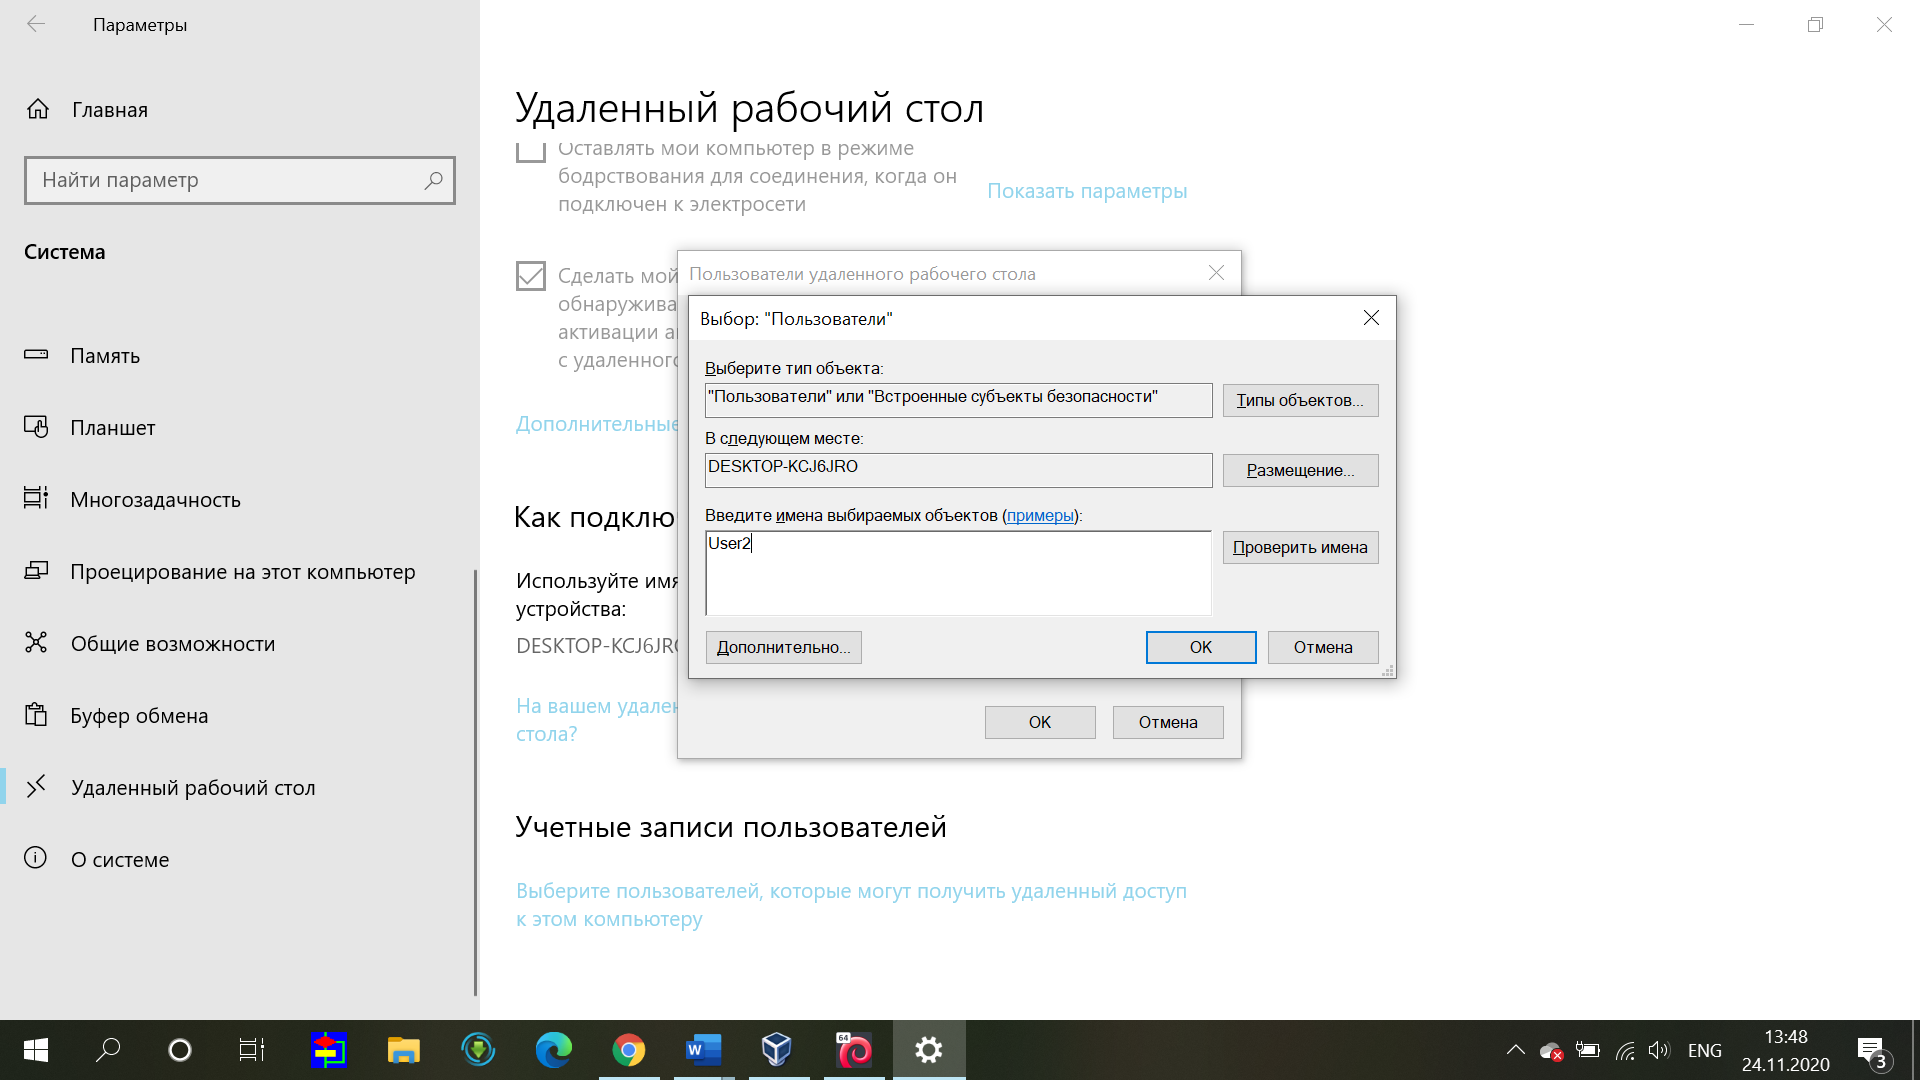 Параметры
Главная
Найти параметр
Система
Память
Планшет
Многозадачность
Проецирование на этот компьютер
Общие возможности
Буфер обмена
Удаленный рабочий стол
О системе
Удаленный рабочий стол
Оставлять мой компьютер в режиме
бодрствования для соединения, когда он
подключен к электросети
Показать параметры
Сделать мой
обнаружива
активации а
с удаленного
Дополнительные
Как подклю
Используйте имя
устройства:
DESKTOP-KCJ6JRO
На вашем удален
стола?
Учетные записи пользователей
Выберите пользователей, которые могут получить удаленный доступ
к этом компьютеру
Пользователи удаленного рабочего стола
Выбор: "Пользователи"
Выберите тип объекта:
"Пользователи" или "Встроенные субъекты безопасности"
Типы объектов...
В следующем месте:
DESKTOP-KCJ6JRO
Размещение...
Введите имена выбираемых объектов (примеры):
User2
Проверить имена
Дополнительно...
ОК
Отмена
ОК
Отмена
W
64
ENG
13:48
24.11.2020
3